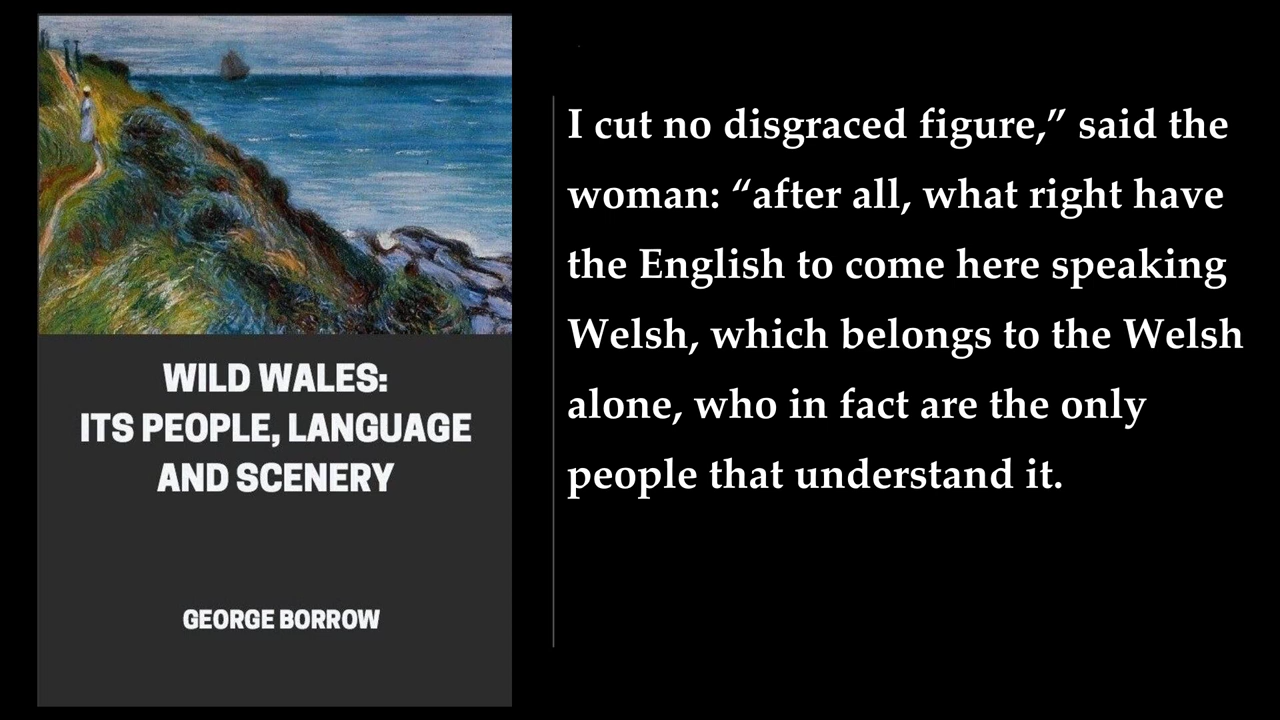 WILD WALES:
ITS PEOPLE, LANGUAGE
AND SCENERY
GEORGE BORROW
I cut no disgraced figure,” said the
woman: “after all, what right have
the English to come here speaking
Welsh, which belongs to the Welsh
alone, who in fact are the only
people that understand it.